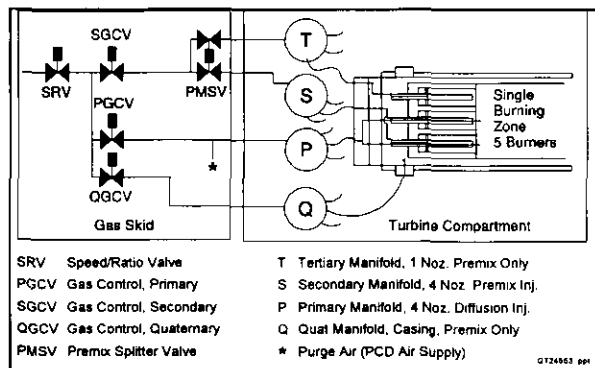 SGCV
SRV
PMSV
PGCV
QGCV
T
S
P
Q
*
Single
Burning
Zone
5 Burners
Gas Skid
Turbine Compartment
SRV Speed/Ratio Valve
PGCV Gas Control, Primary
SGCV Gas Control, Secondary
QGCV Gas Control, Quaternary
PMSV Premix Splitter Valve
T Tertiary Manifold, 1 Noz. Premix Only
S Secondary Manifold, 4 Noz. Premix Inj.
P Primary Manifold, 4 Noz. Diffusion Inj.
Q Quat Manifold, Casing, Premix Only
* Purge Air (PCD Air Supply)
GT24553 ppt